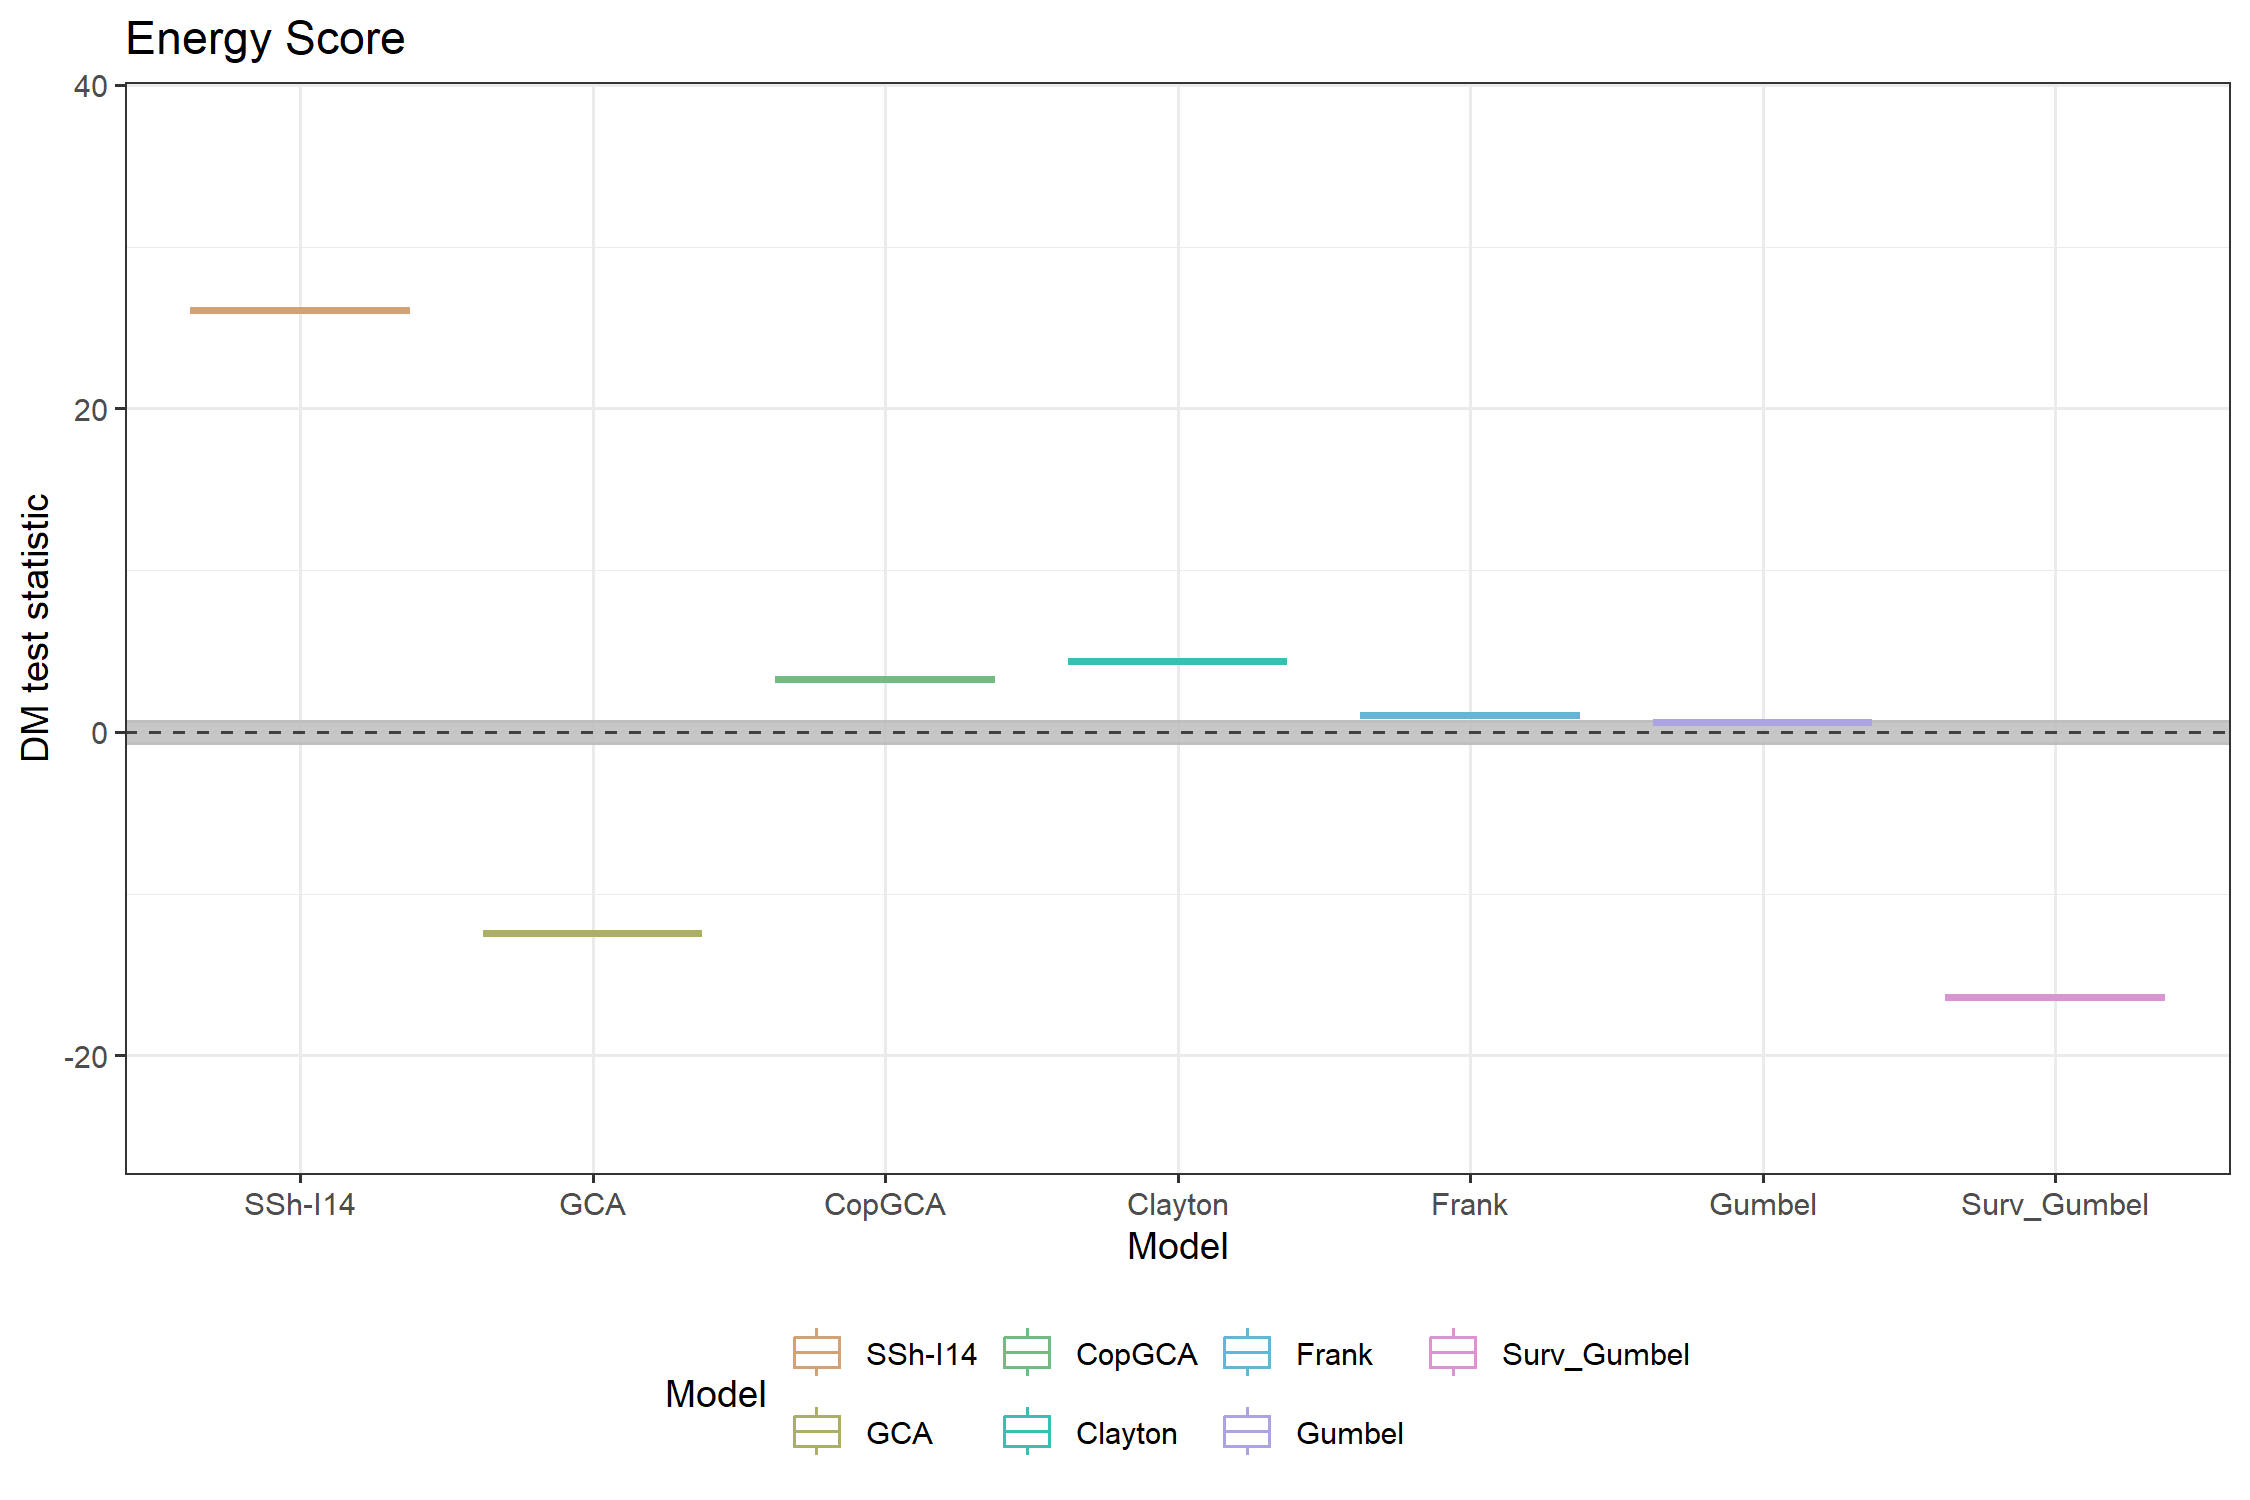 Energy Score
40
20
0
-20
DM test statistic
SSh-I14 GCA CopGCA Clayton Frank Gumbel Surv_Gumbel
Model
Model
SSh-I14 CopGCA Frank Surv_Gumbel
GCA Clayton Gumbel